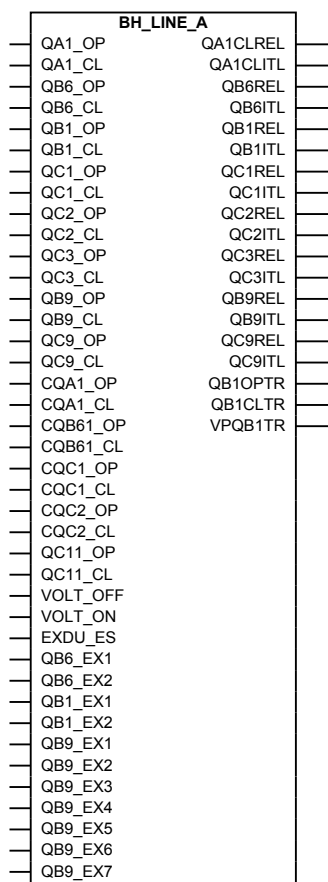 BH_LINE_A
QA1_OP QA1CLREL
QA1_CL QA1CLITL
QB6_OP QB6REL
QB6_CL QB6ITL
QB1_OP QB1REL
QB1_CL QB1ITL
QC1_OP QC1REL
QC1_CL QC1ITL
QC2_OP QC2REL
QC2_CL QC2ITL
QC3_OP QC3REL
QC3_CL QC3ITL
QB9_OP QB9REL
QB9_CL QB9ITL
QC9_OP QC9REL
QC9_CL QC9ITL
CQA1_OP QB1OPTR
CQA1_CL QB1CLTR
CQB61_OP VPQB1TR
CQB61_CL
CQC1_OP
CQC1_CL
CQC2_OP
CQC2_CL
QC11_OP
QC11_CL
VOLT_OFF
VOLT_ON
EXDU_ES
QB6_EX1
QB6_EX2
QB1_EX1
QB1_EX2
QB9_EX1
QB9_EX2
QB9_EX3
QB9_EX4
QB9_EX5
QB9_EX6
QB9_EX7